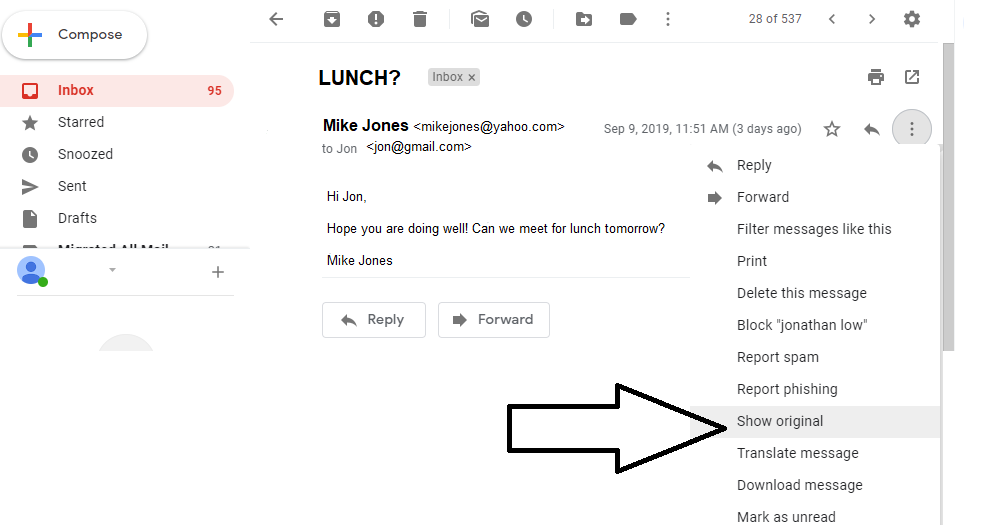 Compose
28 of 537
Inbox 95
Starred
Snoozed
Sent
Drafts
Migrated All Mail
LUNCH? Inbox ×
Mike Jones <mikejones@yahoo.com> Sep 9, 2019, 11:51 AM (3 days ago)
to Jon <jon@gmail.com>
Hi Jon,
Hope you are doing well! Can we meet for lunch tomorrow?
Mike Jones
Reply
Forward
Reply
Forward
Filter messages like this
Print
Delete this message
Block "jonathan low"
Report spam
Report phishing
Show original
Translate message
Download message
Mark as unread